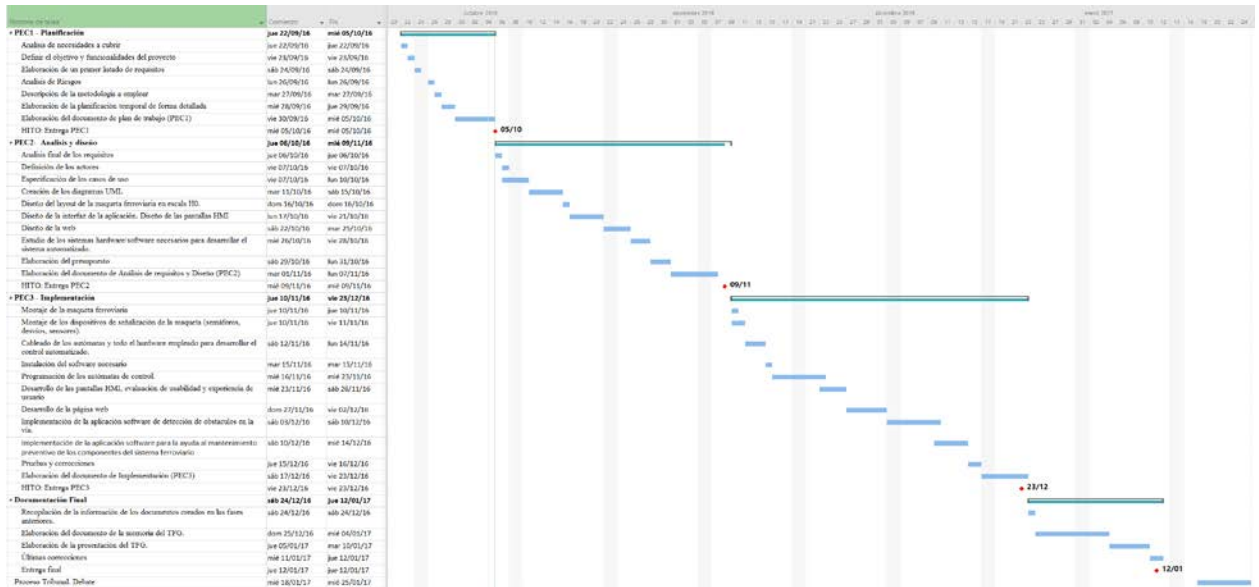 Nombre de tarea Comienzo Fin octubre 2016 noviembre 2016 diciembre 2016 enero 2017
PEC1 - Planificación jue 22/09/16 mié 05/10/16
Analisis de necesidades a cubrir jue 22/09/16 jue 22/09/16
Definir el objetivo y funcionalidades del proyecto vie 23/09/16 vie 23/09/16
Elaboración de un primer listado de requisitos sáb 24/09/16 sáb 24/09/16
Analisis de Riesgos lun 26/09/16 lun 26/09/16
Descripción de la metodología a emplear mar 27/09/16 mar 27/09/16
Elaboración de la planificación temporal de forma detallada mié 28/09/16 jue 29/09/16
Elaboración del documento de plan de trabajo (PEC1) vie 30/09/16 mié 05/10/16
HITO: Entrega PEC1 mié 05/10/16 mié 05/10/16 05/10
PEC2- Analisis y diseño jue 06/10/16 mié 09/11/16
Analisis final de los requisitos jue 06/10/16 jue 06/10/16
Definición de los actores vie 07/10/16 vie 07/10/16
Especificación de los casos de uso vie 07/10/16 lun 10/10/16
Creación de los diagramas UML mar 11/10/16 sáb 15/10/16
Diseño del layout de la maqueta ferroviaria en escala H0. dom 16/10/16 dom 16/10/16
Diseño de la interfaz de la aplicación. Diseño de las pantallas HMI lun 17/10/16 vie 21/10/16
Diseño de la web sáb 22/10/16 mar 25/10/16
Estudio de los sistemas hardware/software necesarios para desarrollar el mié 26/10/16 vie 28/10/16
sistema automatizado.
Elaboración del presupuesto sáb 29/10/16 lun 31/10/16
Elaboración del documento de Análisis de requisitos y Diseño (PEC2) mar 01/11/16 lun 07/11/16
HITO: Entrega PEC2 mié 09/11/16 mié 09/11/16 09/11
PEC3 - Implementación jue 10/11/16 vie 23/12/16
Montaje de la maqueta ferroviaria jue 10/11/16 jue 10/11/16
Montaje de los dispositivos de señalización de la maqueta (semáforos, jue 10/11/16 vie 11/11/16
desvíos, sensores).
Cableado de los autómatas y todo el hardware empleado para desarrollar el sáb 12/11/16 lun 14/11/16
control automatizado.
Instalación del software necesario mar 15/11/16 mar 15/11/16
Programación de los autómatas de control mié 16/11/16 mié 23/11/16
Desarrollo de las pantallas HMI, evaluación de usabilidad y experiencia de mié 23/11/16 sáb 26/11/16
usuario
Desarrollo de la página web dom 27/11/16 vie 02/12/16
Implementación de la aplicación software de detección de obstaculos en la sáb 03/12/16 sáb 10/12/16
vía.
Implementación de la aplicación software para la ayuda al mantenimiento sáb 10/12/16 mié 14/12/16
preventivo de los componentes del sistema ferroviario
Pruebas y correcciones jue 15/12/16 vie 16/12/16
Elaboración del documento de Implementación (PEC3) sáb 17/12/16 vie 23/12/16
HITO: Entrega PEC3 vie 23/12/16 vie 23/12/16 23/12
Documentación Final sáb 24/12/16 jue 12/01/17
Recopilación de la información de los documentos creados en las fases sáb 24/12/16 sáb 24/12/16
anteriores.
Elaboración del documento de la memoria del TFG. dom 25/12/16 mié 04/01/17
Elaboración de la presentación del TFG. jue 05/01/17 mar 10/01/17
Últimas correcciones mié 11/01/17 jue 12/01/17
Entrega final jue 12/01/17 jue 12/01/17 12/01
Proceso Tribunal. Debate mié 18/01/17 mié 25/01/17